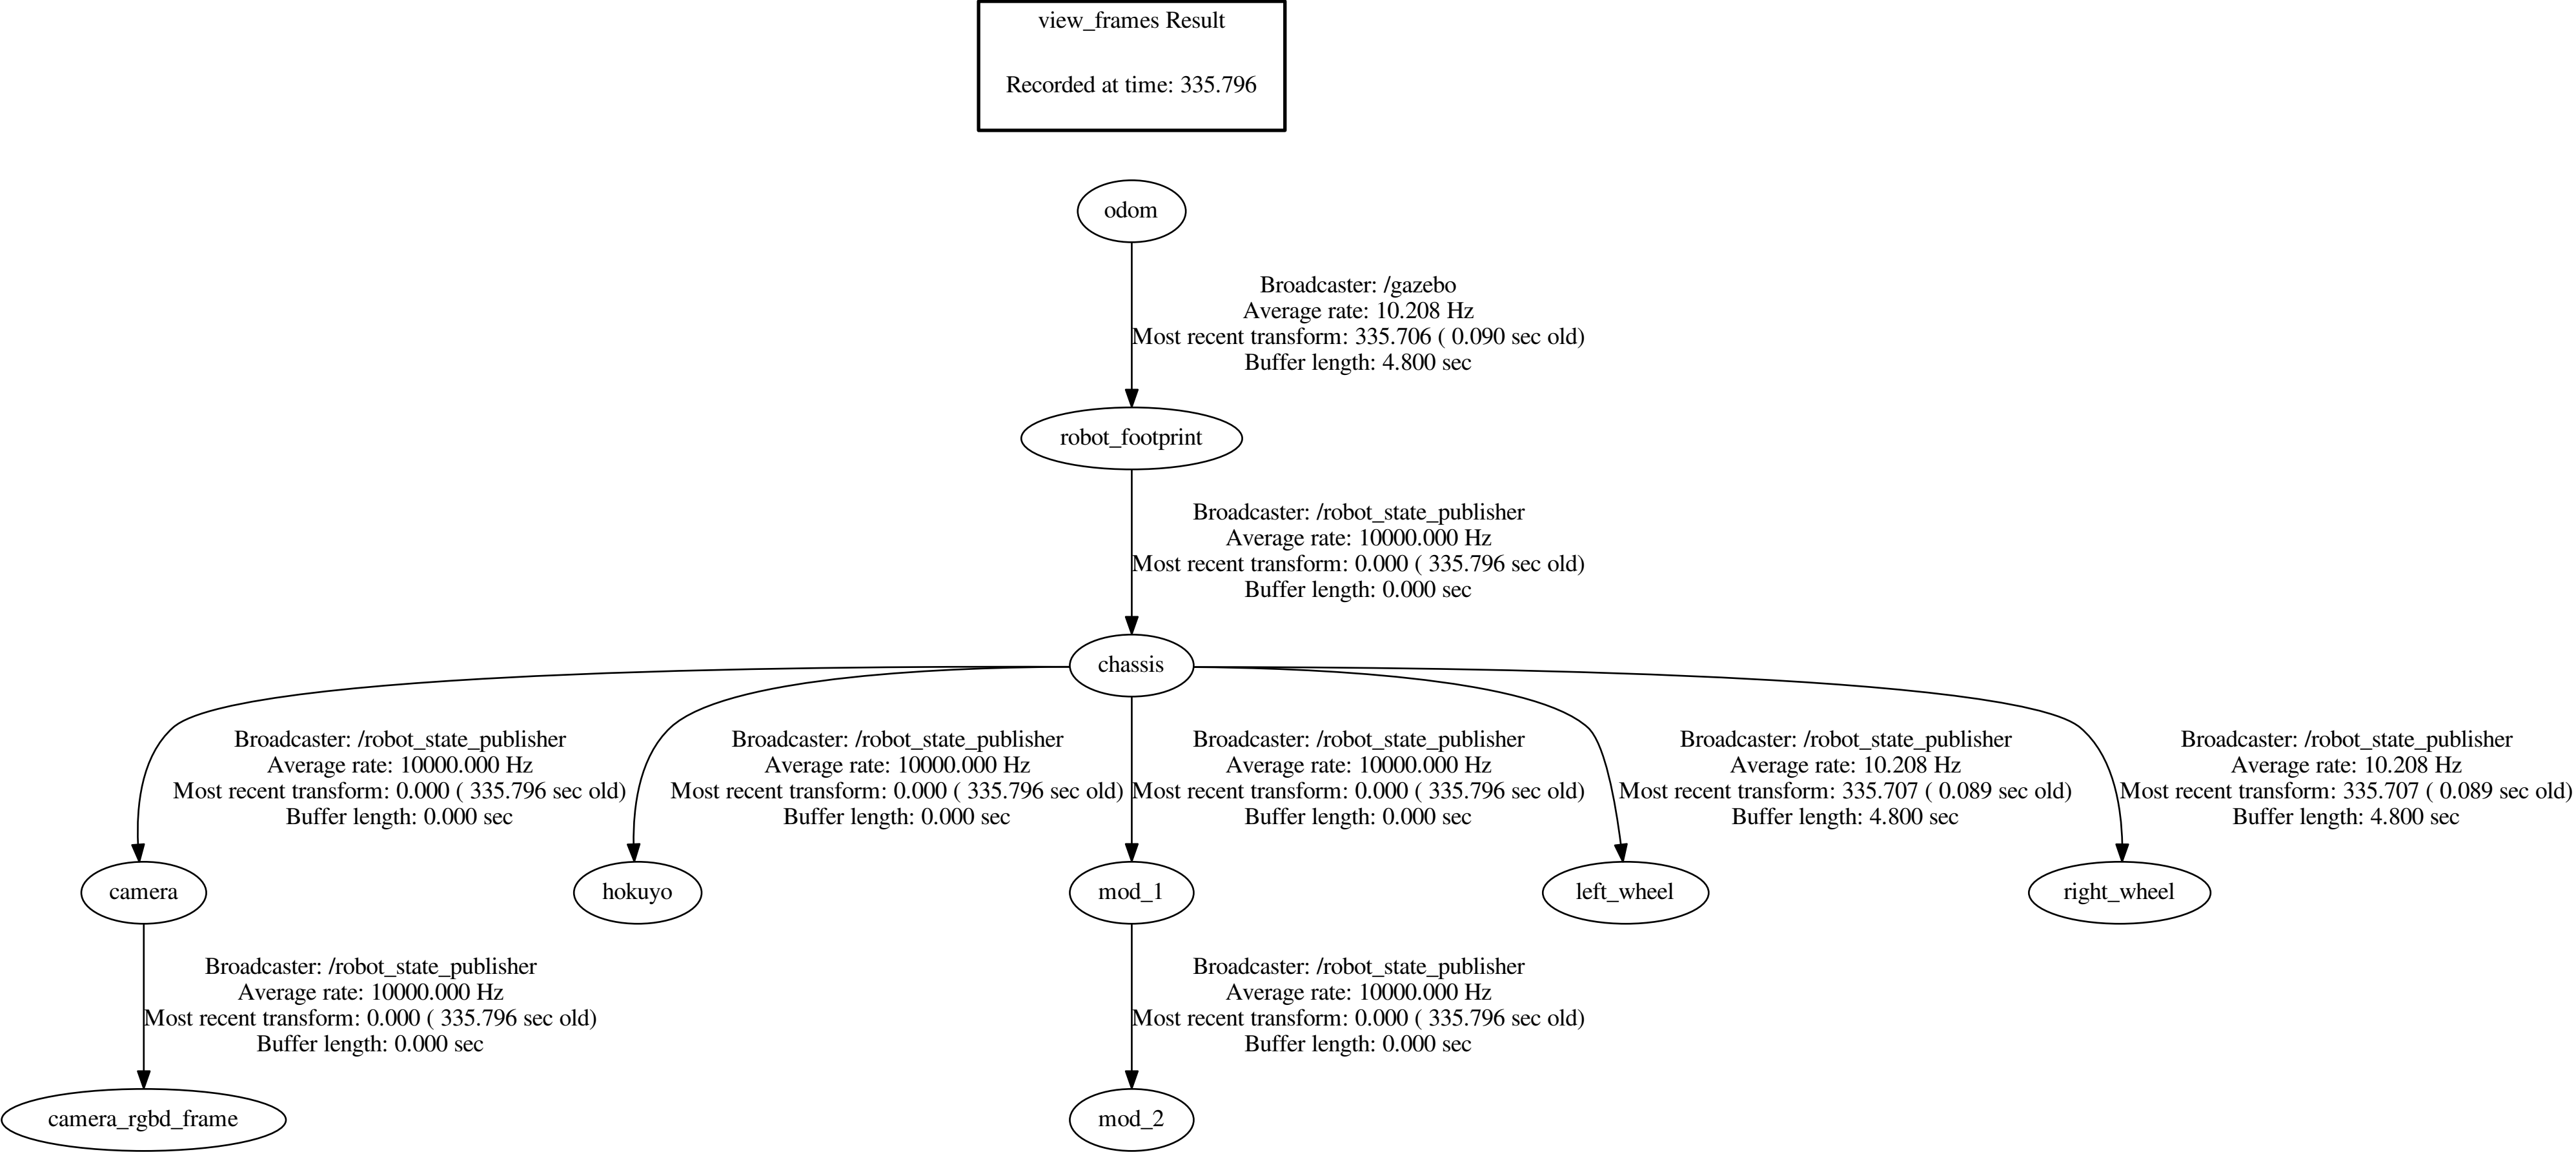 view_frames Result
Recorded at time: 335.796
odom
Broadcaster: /gazebo
Average rate: 10.208 Hz
Most recent transform: 335.706 ( 0.090 sec old)
Buffer length: 4.800 sec
robot_footprint
Broadcaster: /robot_state_publisher
Average rate: 10000.000 Hz
Most recent transform: 0.000 ( 335.796 sec old)
Buffer length: 0.000 sec
chassis
Broadcaster: /robot_state_publisher
Average rate: 10000.000 Hz
Most recent transform: 0.000 ( 335.796 sec old)
Buffer length: 0.000 sec
Broadcaster: /robot_state_publisher
Average rate: 10000.000 Hz
Most recent transform: 0.000 ( 335.796 sec old)
Buffer length: 0.000 sec
Broadcaster: /robot_state_publisher
Average rate: 10000.000 Hz
Most recent transform: 0.000 ( 335.796 sec old)
Buffer length: 0.000 sec
Broadcaster: /robot_state_publisher
Average rate: 10.208 Hz
Most recent transform: 335.707 ( 0.089 sec old)
Buffer length: 4.800 sec
Broadcaster: /robot_state_publisher
Average rate: 10.208 Hz
Most recent transform: 335.707 ( 0.089 sec old)
Buffer length: 4.800 sec
camera
hokuyo
mod_1
left_wheel
right_wheel
Broadcaster: /robot_state_publisher
Average rate: 10000.000 Hz
Most recent transform: 0.000 ( 335.796 sec old)
Buffer length: 0.000 sec
Broadcaster: /robot_state_publisher
Average rate: 10000.000 Hz
Most recent transform: 0.000 ( 335.796 sec old)
Buffer length: 0.000 sec
camera_rgbd_frame
mod_2